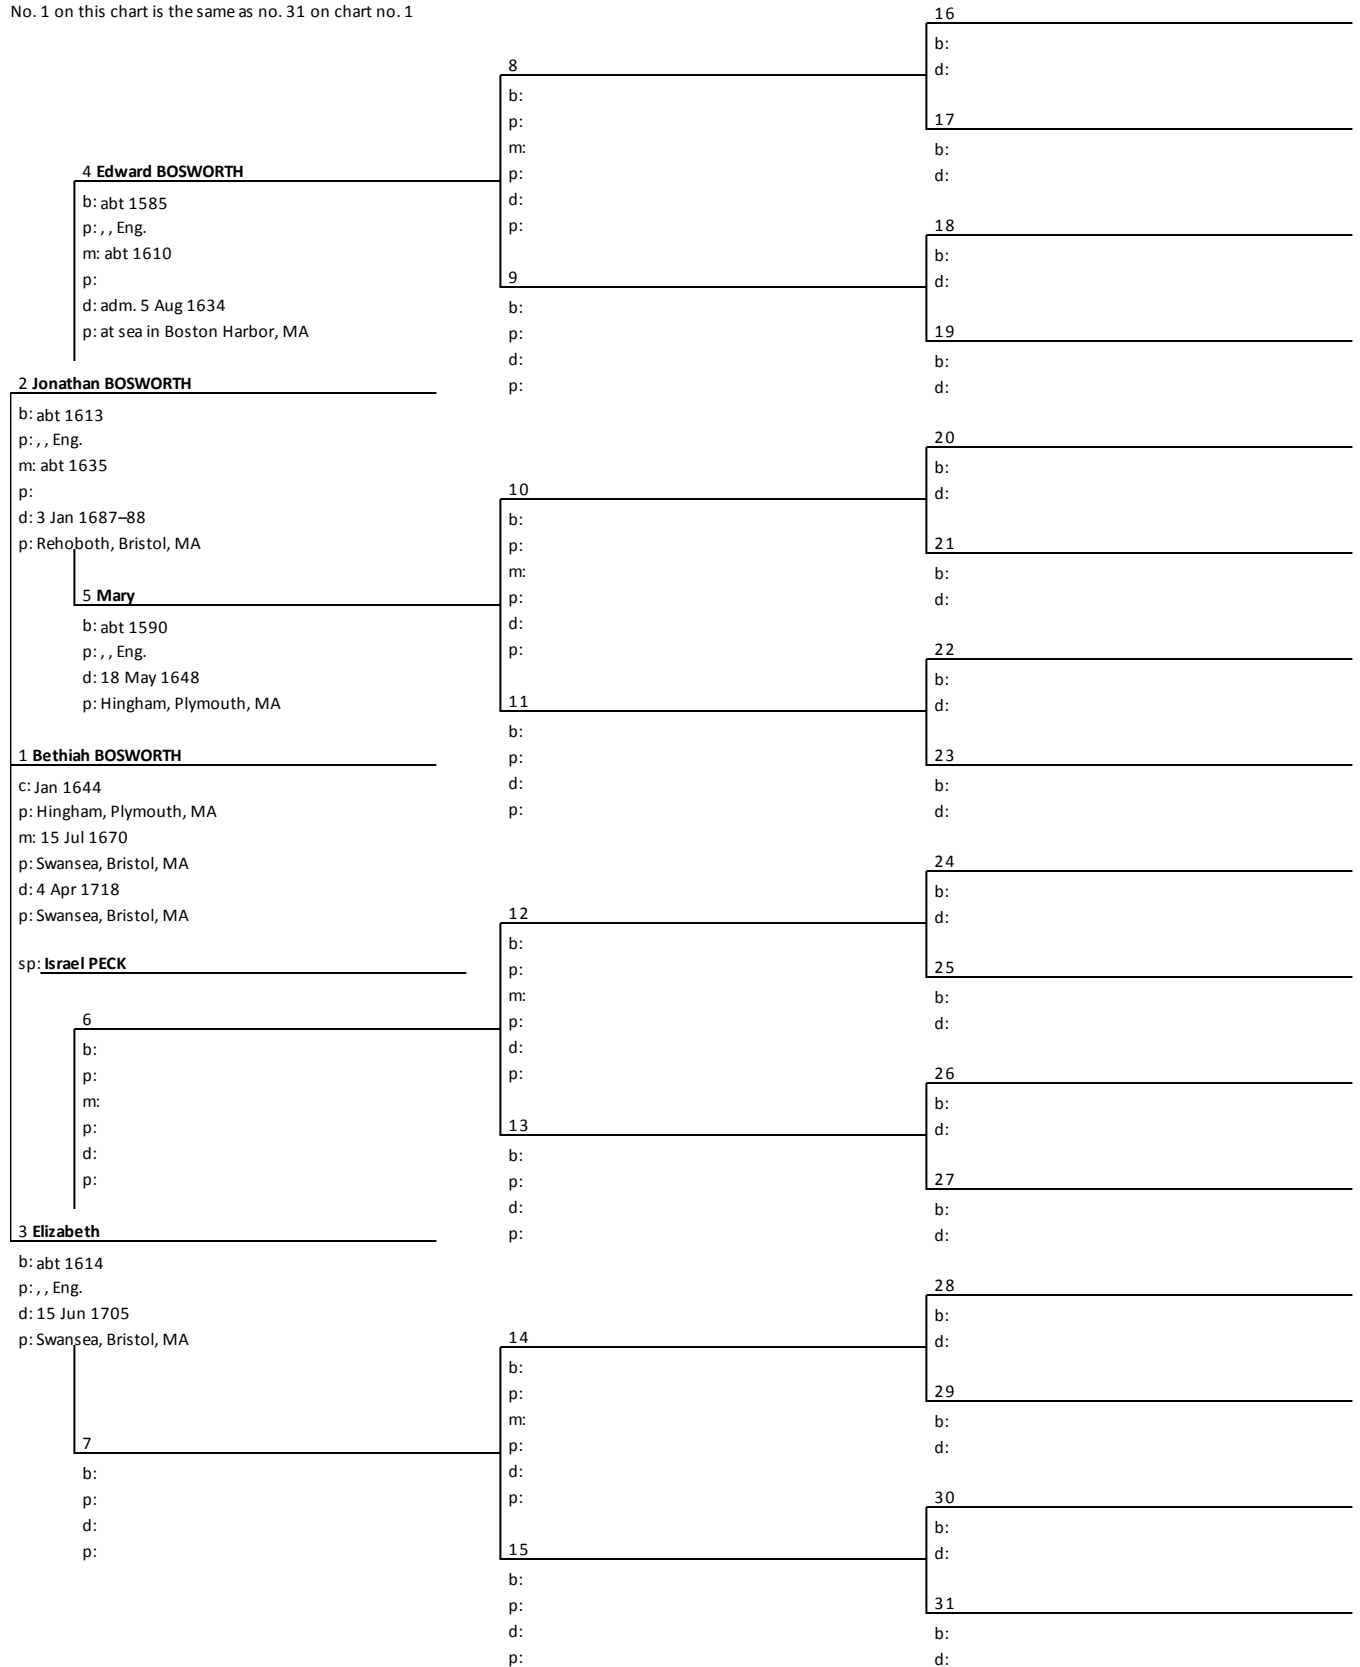 No. 1 on this chart is the same as no. 31 on chart no. 1
4 Edward BOSWORTH
b: abt 1585
p: , , Eng.
m: abt 1610
p:
d: adm. 5 Aug 1634
p: at sea in Boston Harbor, MA
2 Jonathan BOSWORTH
b: abt 1613
p: , , Eng.
m: abt 1635
p:
d: 3 Jan 1687–88
p: Rehoboth, Bristol, MA
5 Mary
b: abt 1590
p: , , Eng.
d: 18 May 1648
p: Hingham, Plymouth, MA
1 Bethiah BOSWORTH
c: Jan 1644
p: Hingham, Plymouth, MA
m: 15 Jul 1670
p: Swansea, Bristol, MA
d: 4 Apr 1718
p: Swansea, Bristol, MA
sp: Israel PECK
6
b:
p:
m:
p:
d:
p:
3 Elizabeth
b: abt 1614
p: , , Eng.
d: 15 Jun 1705
p: Swansea, Bristol, MA
7
b:
p:
d:
p:
8
b:
p:
m:
p:
d:
p:
9
b:
p:
d:
p:
10
b:
p:
m:
p:
d:
p:
11
b:
p:
d:
p:
12
b:
p:
m:
p:
d:
p:
13
b:
p:
d:
p:
14
b:
p:
m:
p:
d:
p:
15
b:
p:
d:
p:
16
b:
d:
17
b:
d:
18
b:
d:
19
b:
d:
20
b:
d:
21
b:
d:
22
b:
d:
23
b:
d:
24
b:
d:
25
b:
d:
26
b:
d:
27
b:
d:
28
b:
d:
29
b:
d:
30
b:
d:
31
b:
d: